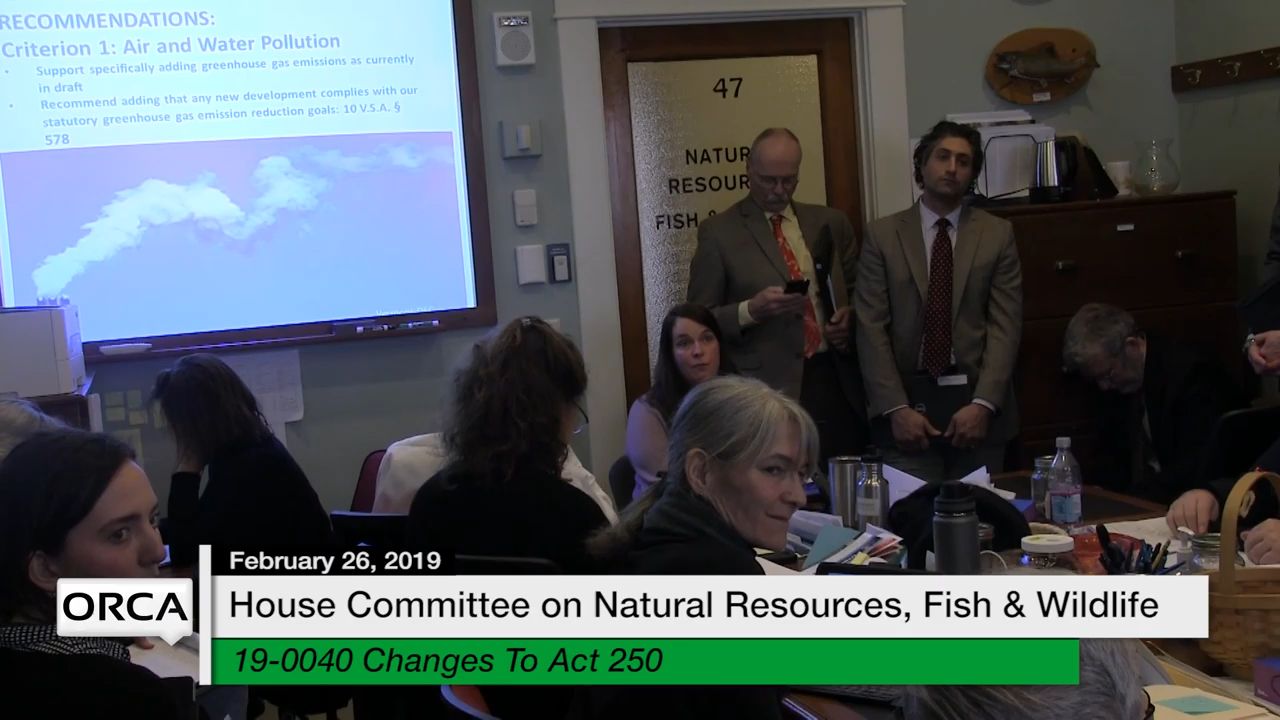 RECOMMENDATIONS:
Criterion 1: Air and Water Pollution
• Support specifically adding greenhouse gas emissions as currently
in draft
• Recommend adding that any new development complies with our
statutory greenhouse gas emission reduction goals: 10 V.S.A. §
578
47
NATUR
RESOUR
FISH &
February 26, 2019
ORCA
House Committee on Natural Resources, Fish & Wildlife
19-0040 Changes To Act 250